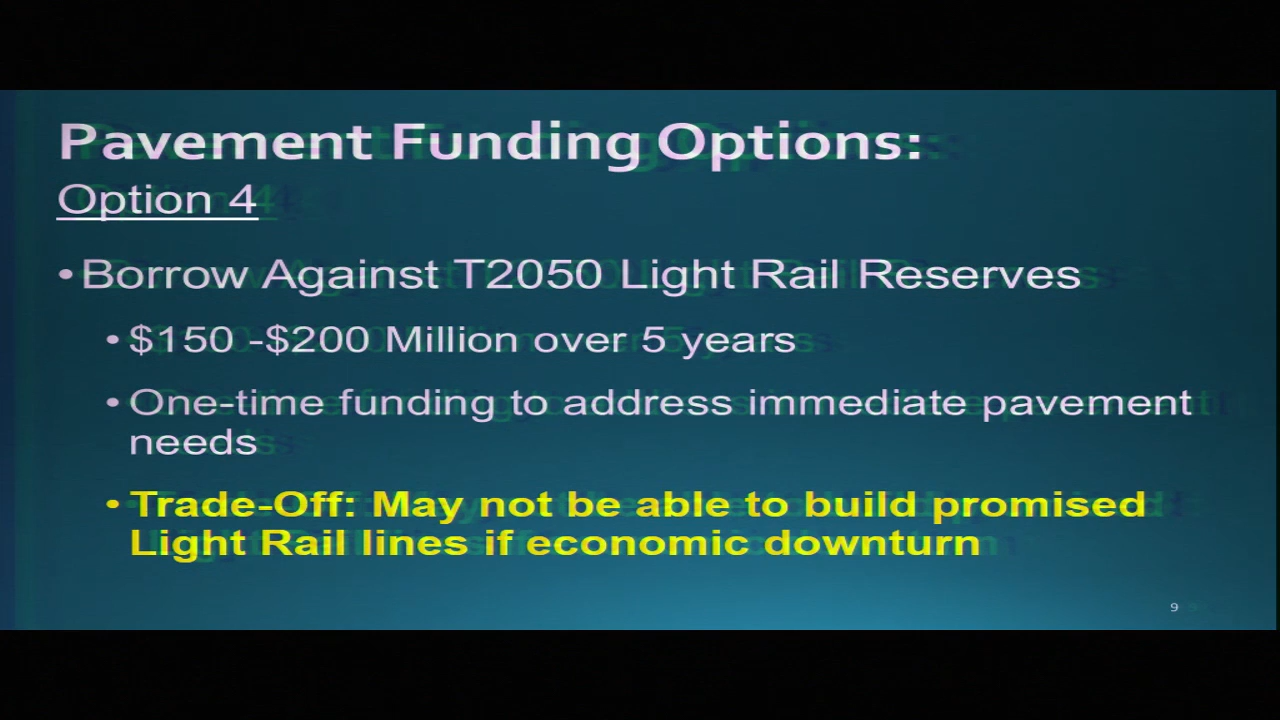 Pavement Funding Options:
Option 4
• Borrow Against T2050 Light Rail Reserves
• $150 -$200 Million over 5 years
• One-time funding to address immediate pavement
needs
• Trade-Off: May not be able to build promised
Light Rail lines if economic downturn
9